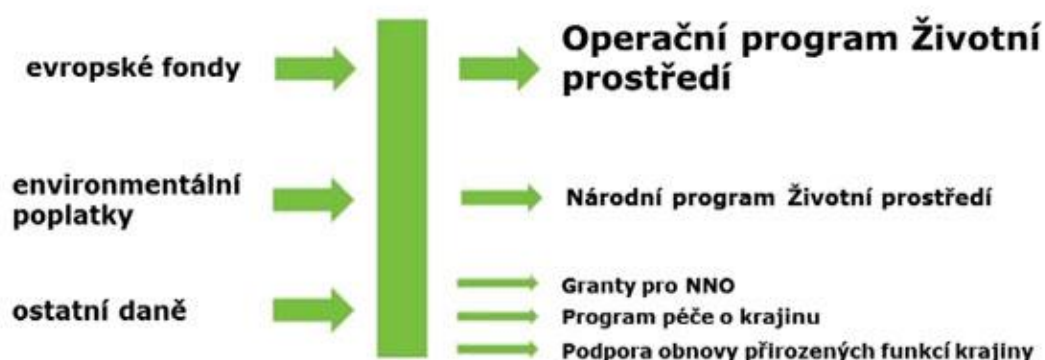 evropské fondy
Operační program Životní
prostředí
environmentální
poplatky
Národní program Životní prostředí
ostatní daně
Granty pro NNO
Program péče o krajinu
Podpora obnovy přirozených funkcí krajiny